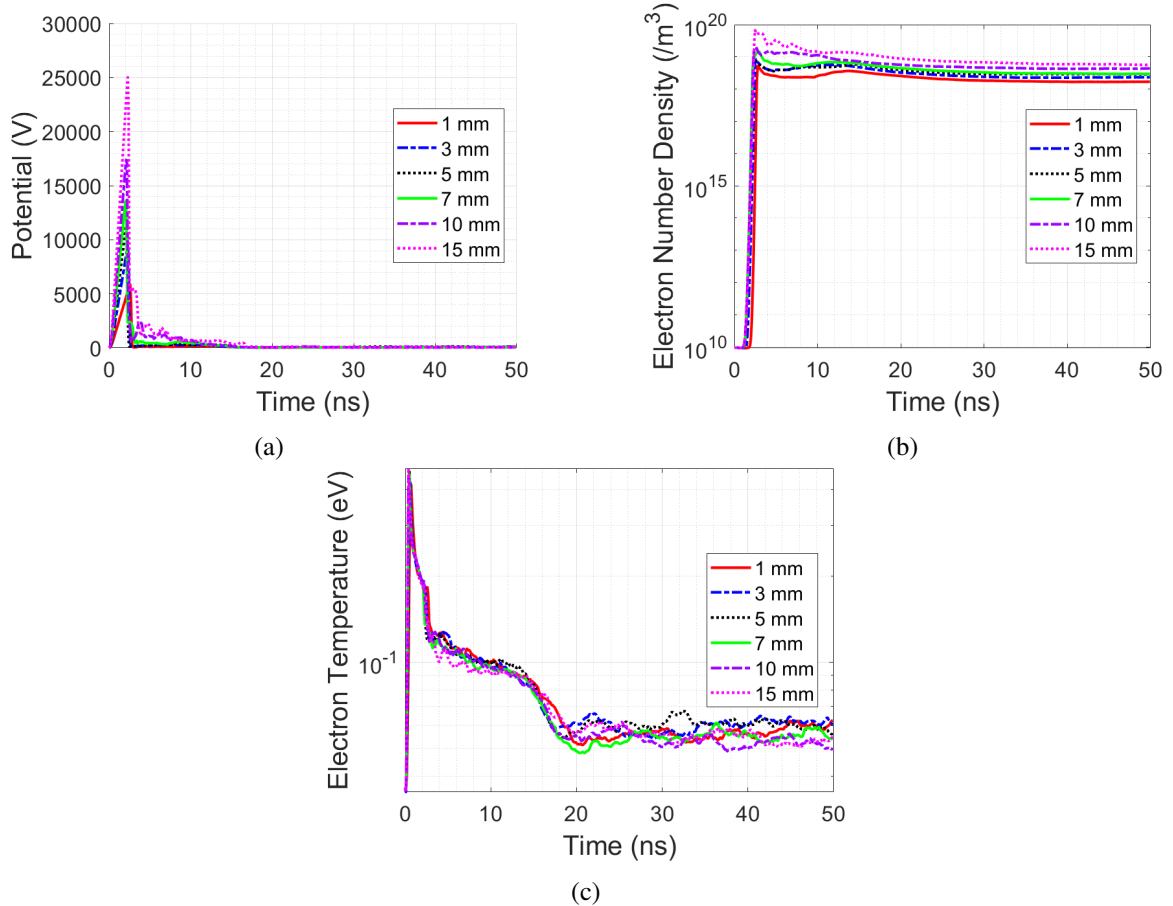 30000
25000
20000
15000
10000
5000
0
Potential (V)
1 mm
3 mm
5 mm
7 mm
10 mm
15 mm
0 10 20 30 40 50
Time (ns)
(a)
10^20
10^15
10^10
Electron Number Density (/m^3)
1 mm
3 mm
5 mm
7 mm
10 mm
15 mm
0 10 20 30 40 50
Time (ns)
(b)
Electron Temperature (eV)
10^-1
1 mm
3 mm
5 mm
7 mm
10 mm
15 mm
0 10 20 30 40 50
Time (ns)
(c)